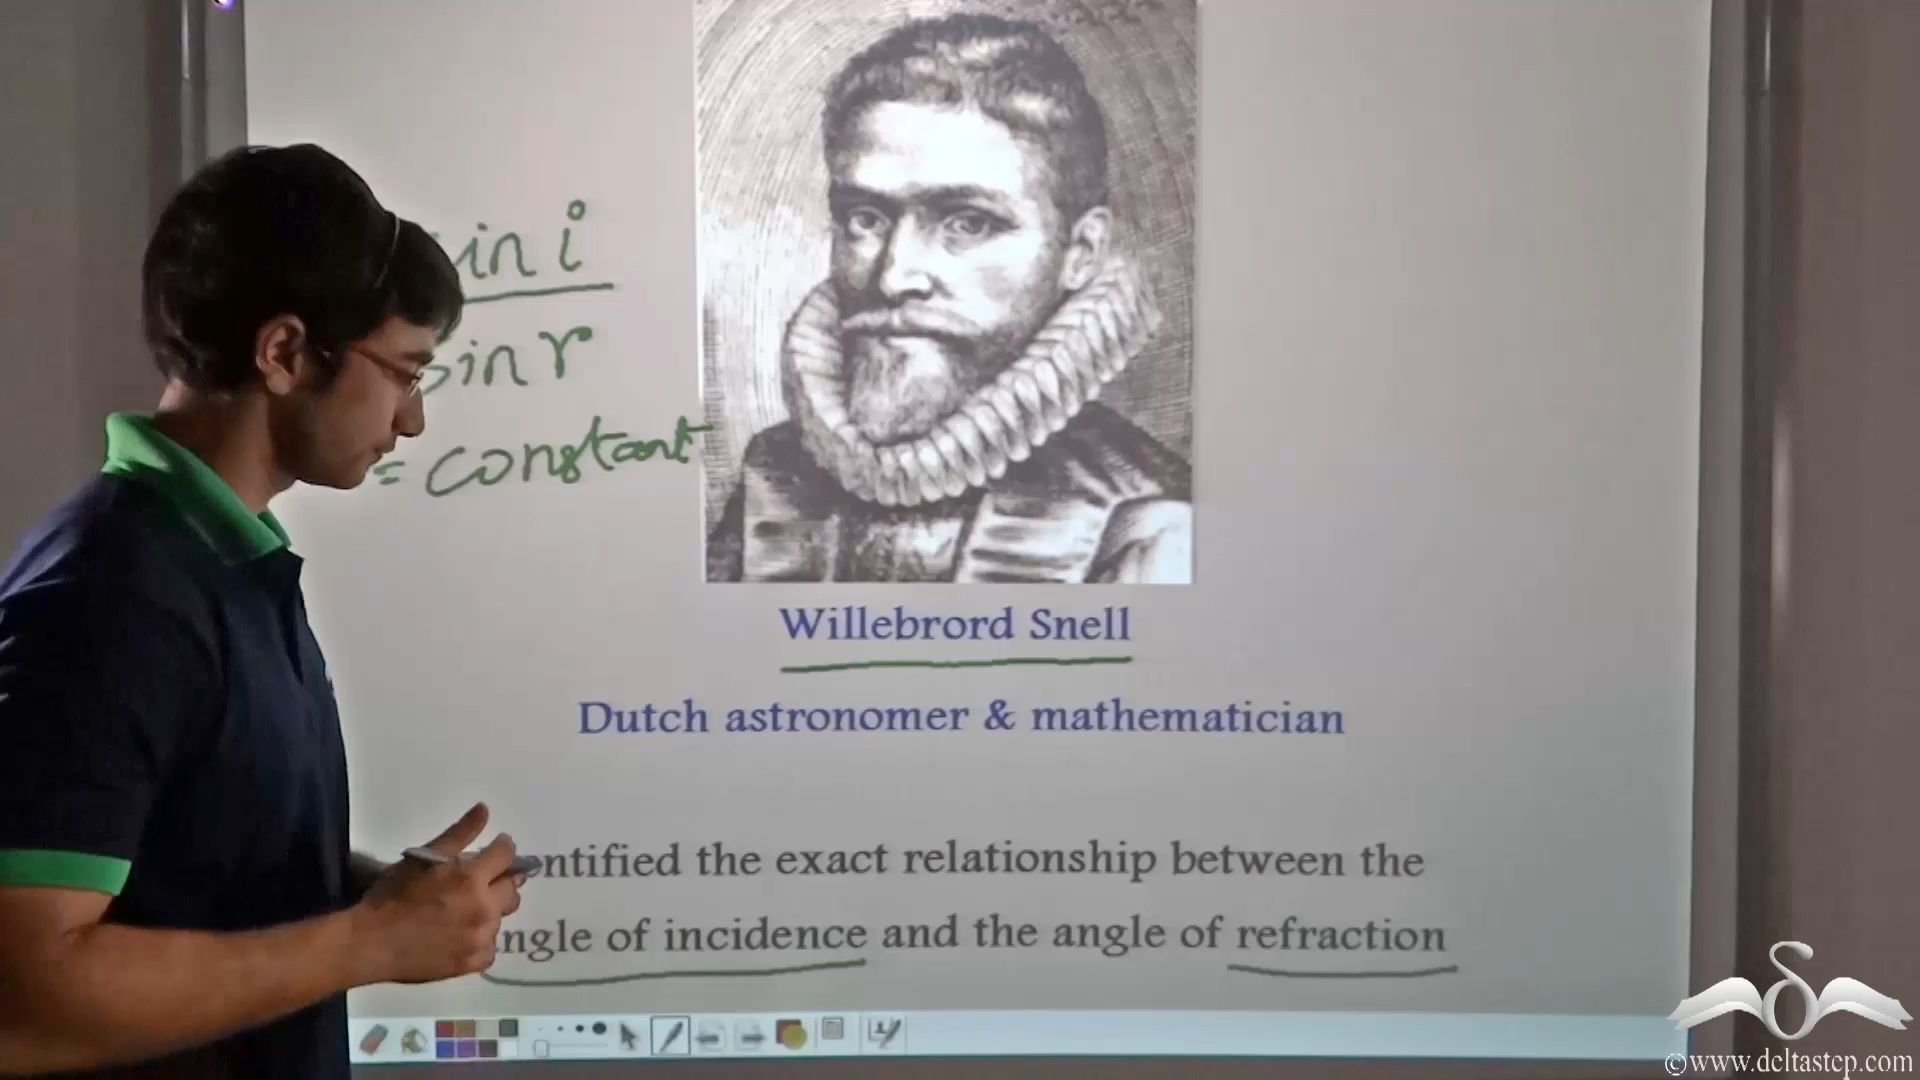 in i
sin r
= constant
Willebrord Snell
Dutch astronomer & mathematician
entified the exact relationship between the
ngle of incidence and the angle of refraction
©www.deltastep.com